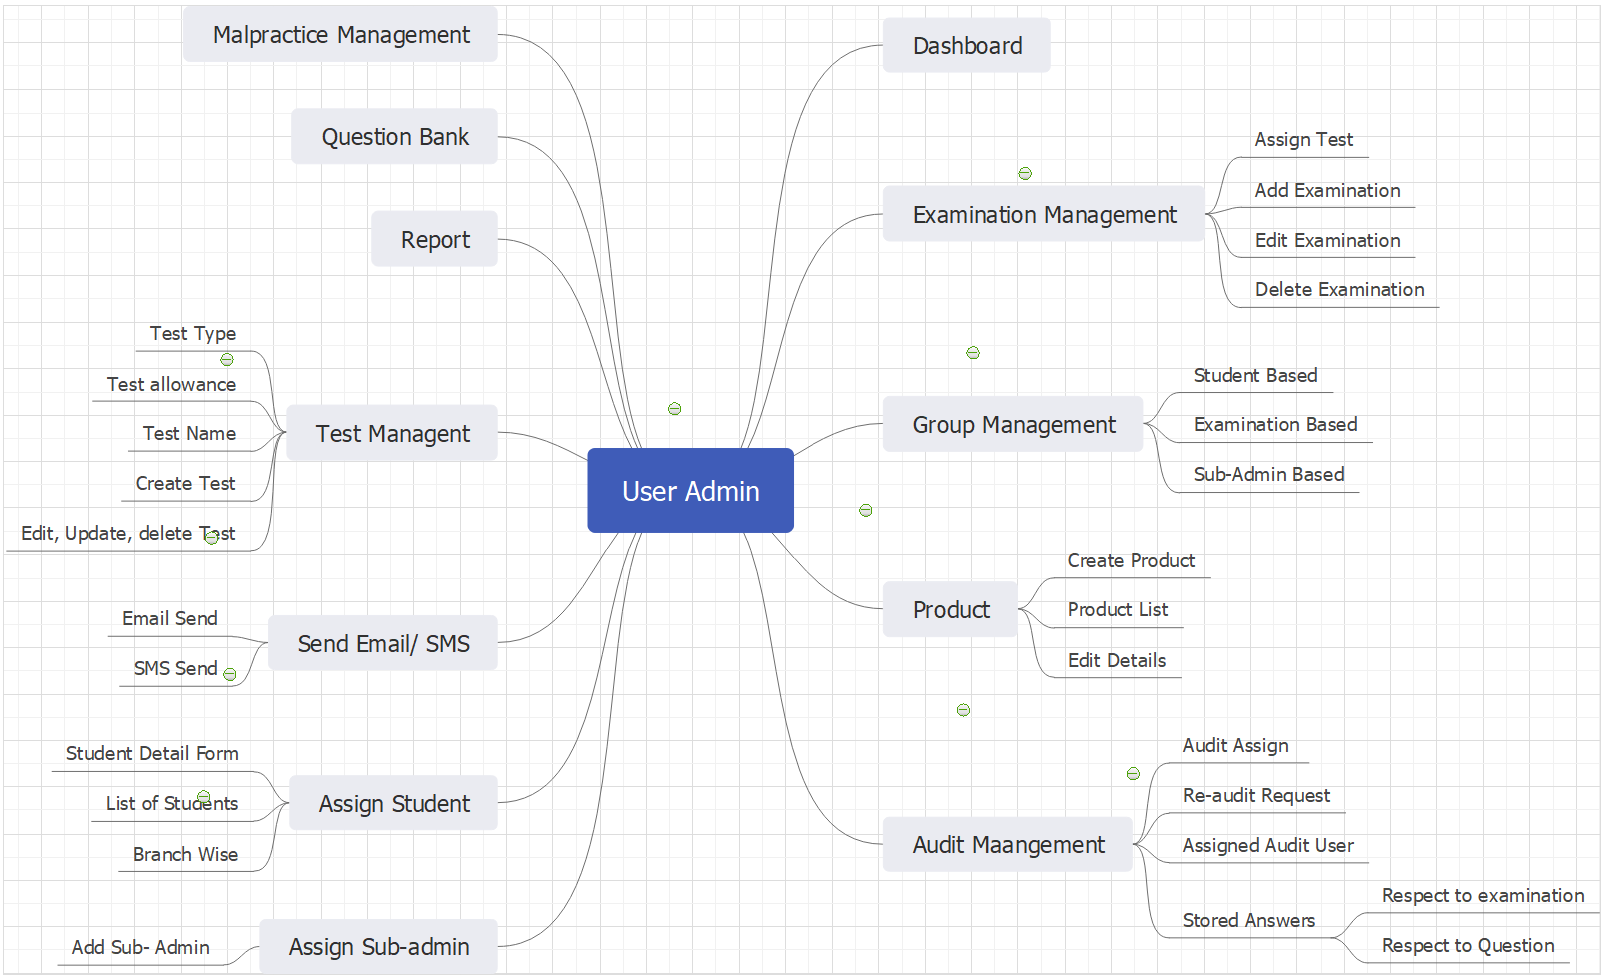 Malpractice Management
Question Bank
Report
Test Type
Test allowance
Test Name
Create Test
Edit, Update, delete Test
Test Managent
Email Send
SMS Send
Send Email/ SMS
Student Detail Form
List of Students
Branch Wise
Assign Student
Add Sub- Admin
Assign Sub-admin
User Admin
Dashboard
Examination Management
Assign Test
Add Examination
Edit Examination
Delete Examination
Group Management
Student Based
Examination Based
Sub-Admin Based
Product
Create Product
Product List
Edit Details
Audit Maangement
Audit Assign
Re-audit Request
Assigned Audit User
Stored Answers
Respect to examination
Respect to Question